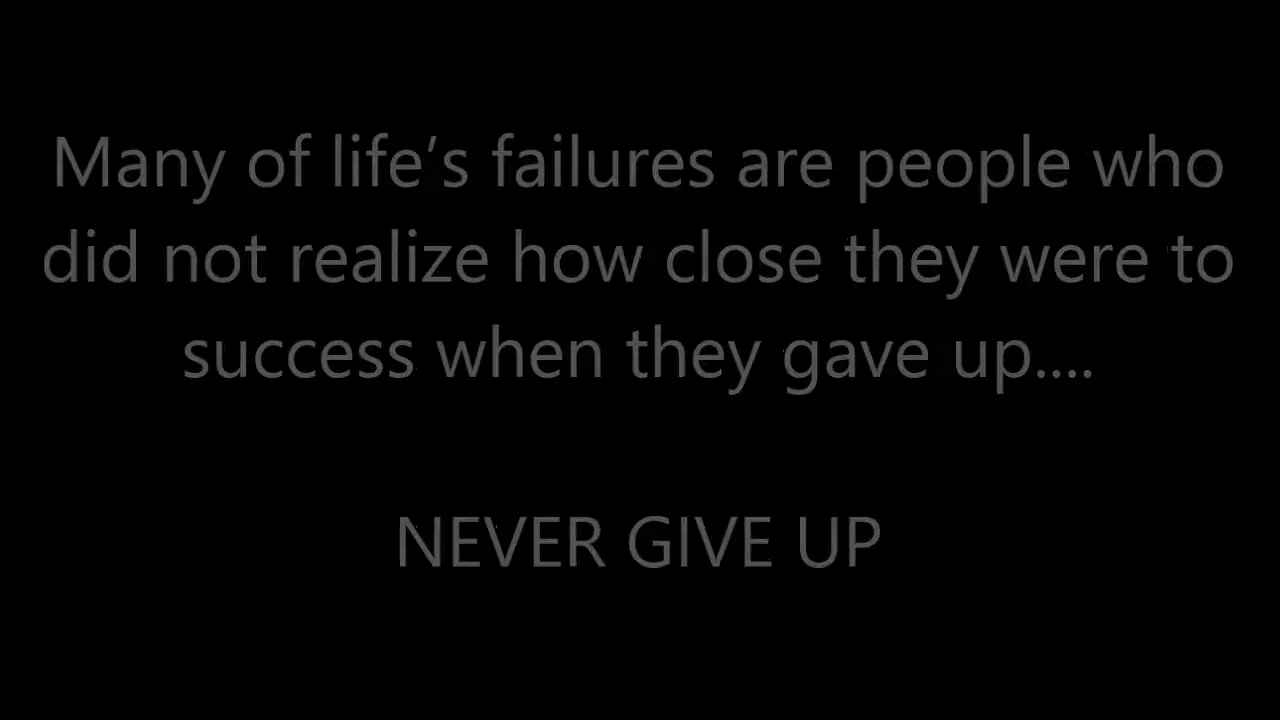 Many of life’s failures are people who
did not realize how close they were to
success when they gave up....
NEVER GIVE UP